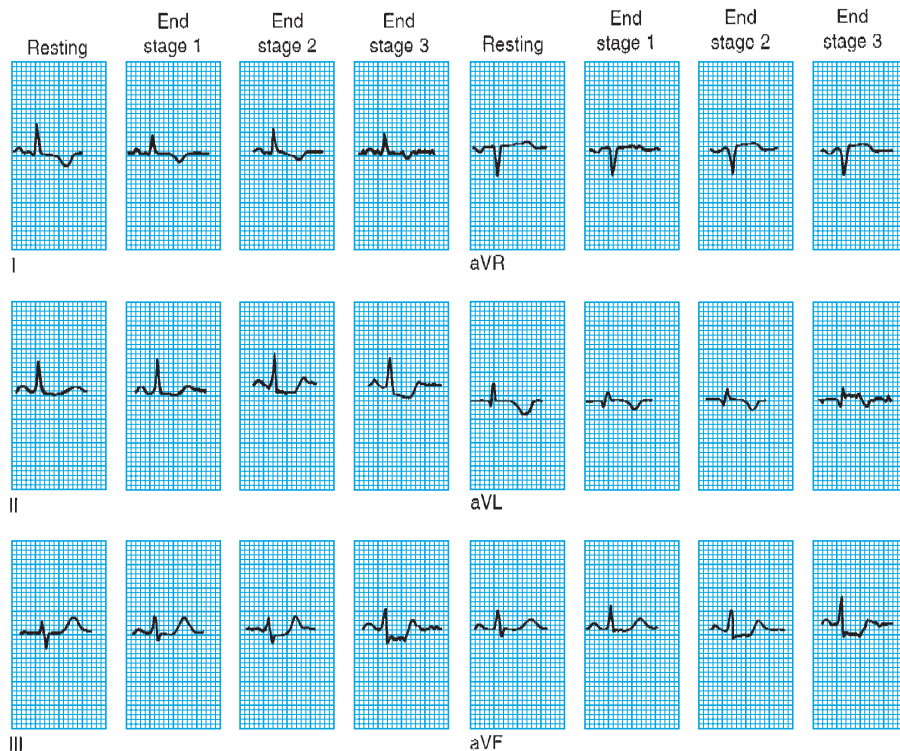 Resting
End
stage 1
End
stage 2
End
stage 3
Resting
End
stage 1
End
stage 2
End
stage 3
I
aVR
II
aVL
III
aVF